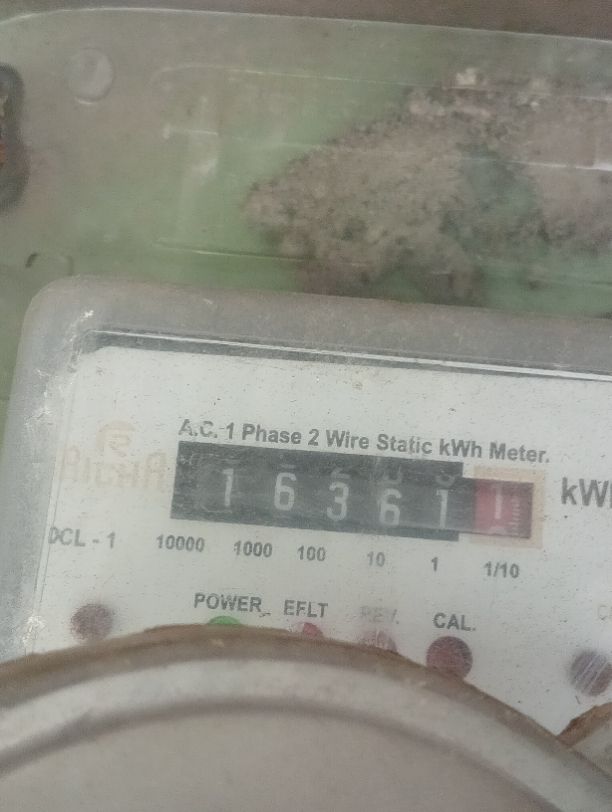 A.C. 1 Phase 2 Wire Static kWh Meter.
1 6 3 6 1 1
DCL - 1 10000 1000 100 10 1 1/10
POWER EFLT REV. CAL.